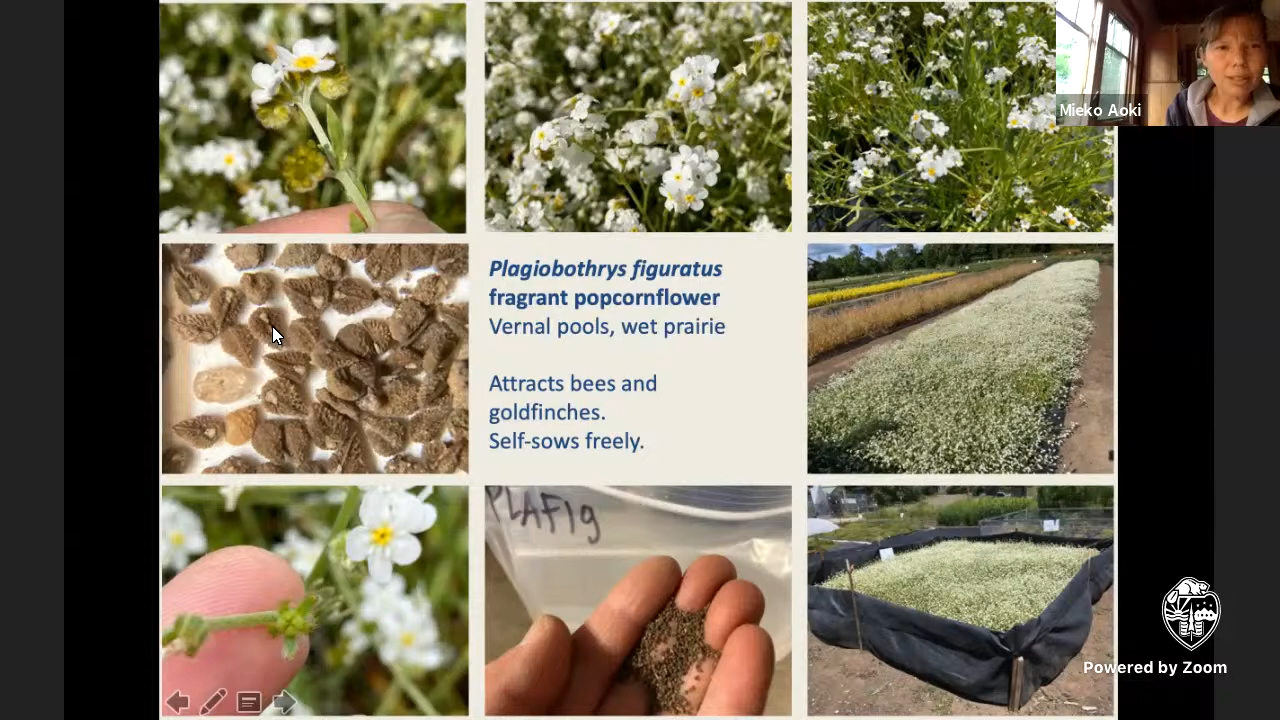 Mieko Aoki
Plagiobothrys figuratus
fragrant popcornflower
Vernal pools, wet prairie
Attracts bees and
goldfinches.
Self-sows freely.
PLAFIg
Powered by Zoom